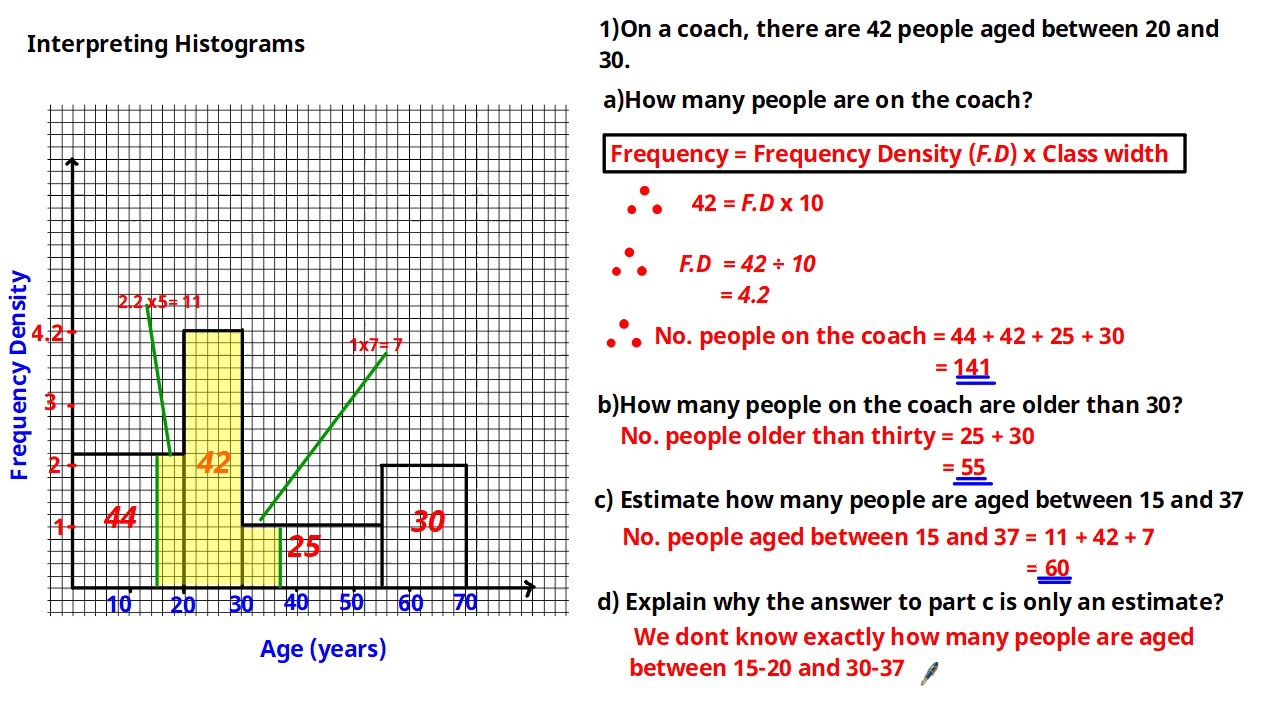 Interpreting Histograms
1)On a coach, there are 42 people aged between 20 and
30.
a)How many people are on the coach?
Frequency = Frequency Density (F.D) x Class width
42 = F.D x 10
F.D = 42 ÷ 10
= 4.2
No. people on the coach = 44 + 42 + 25 + 30
= 141
b)How many people on the coach are older than 30?
No. people older than thirty = 25 + 30
= 55
c) Estimate how many people are aged between 15 and 37
No. people aged between 15 and 37 = 11 + 42 + 7
= 60
d) Explain why the answer to part c is only an estimate?
We dont know exactly how many people are aged
between 15-20 and 30-37
Frequency Density
2.2 x5= 11
4.2
1x7= 7
3
2
42
44
1
30
25
10 20 30 40 50 60 70
Age (years)